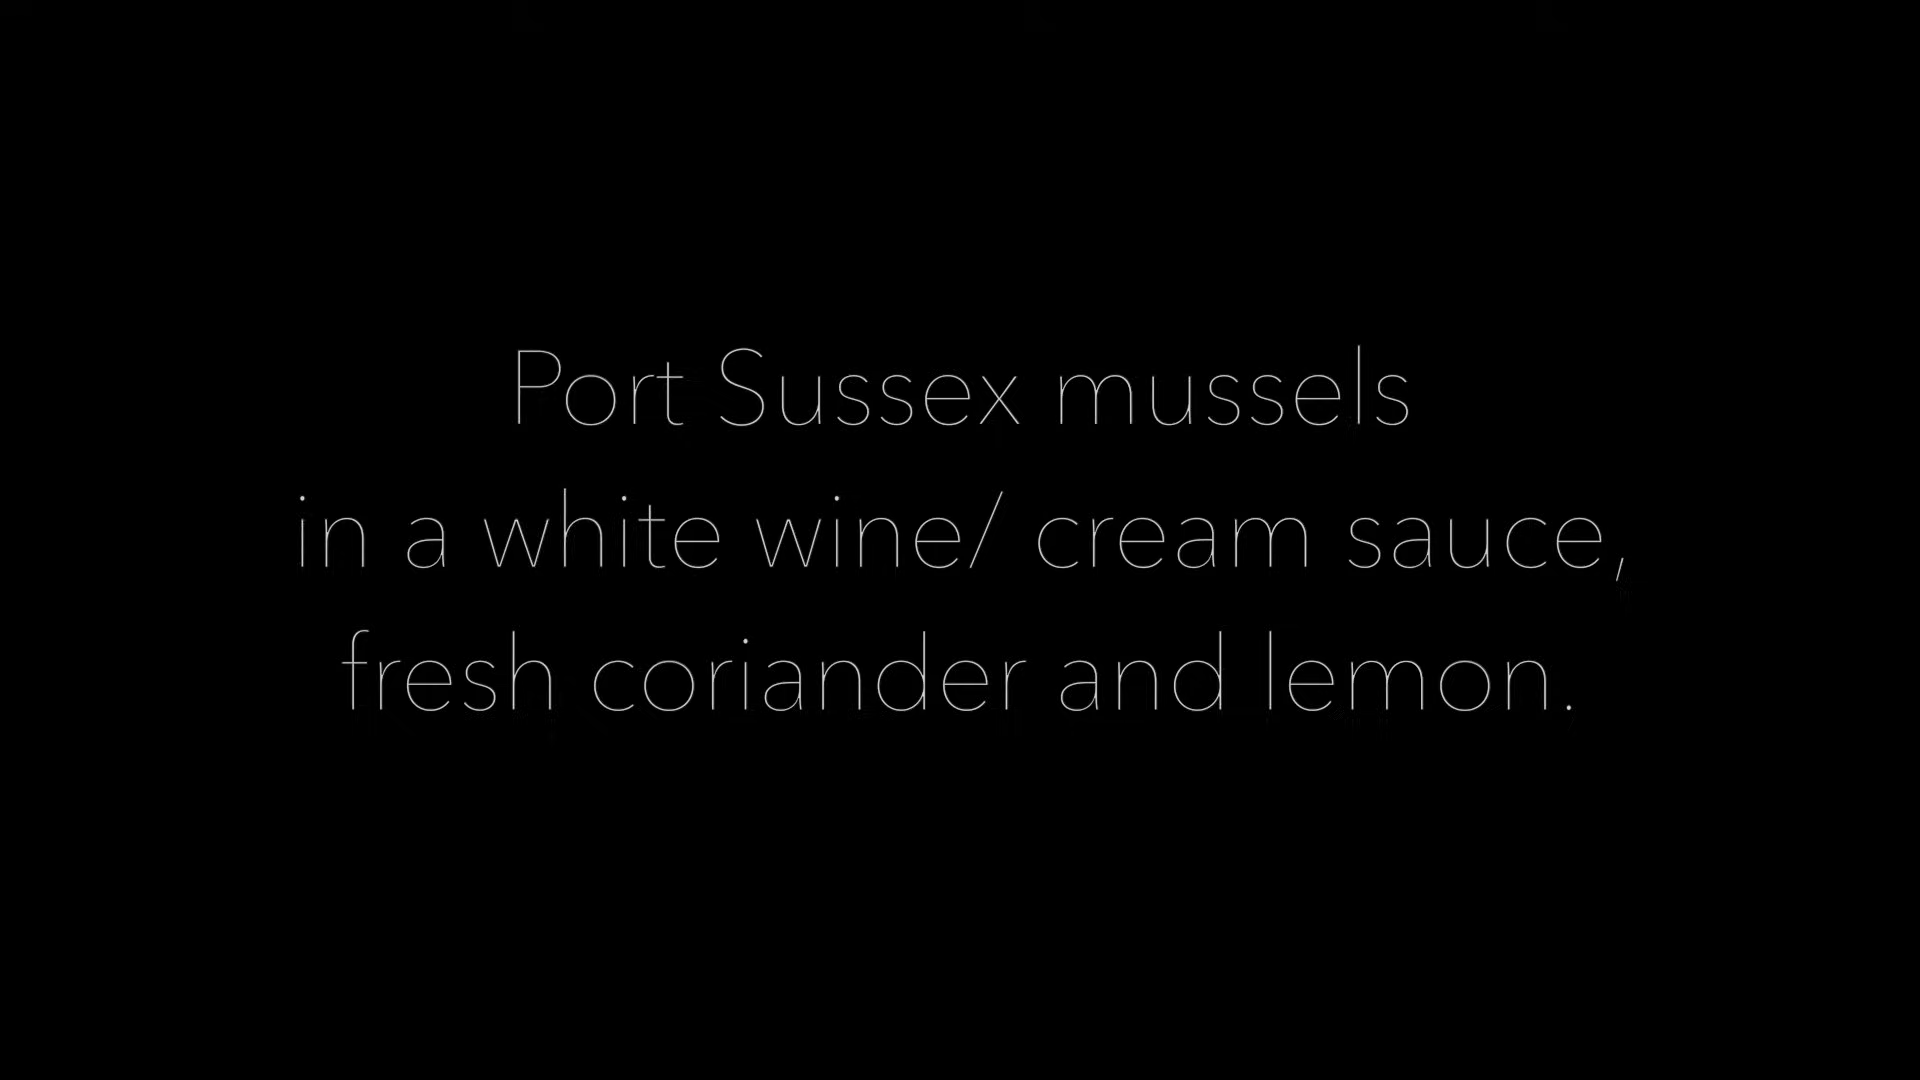 Port Sussex mussels
in a white wine/ cream sauce,
fresh coriander and lemon.